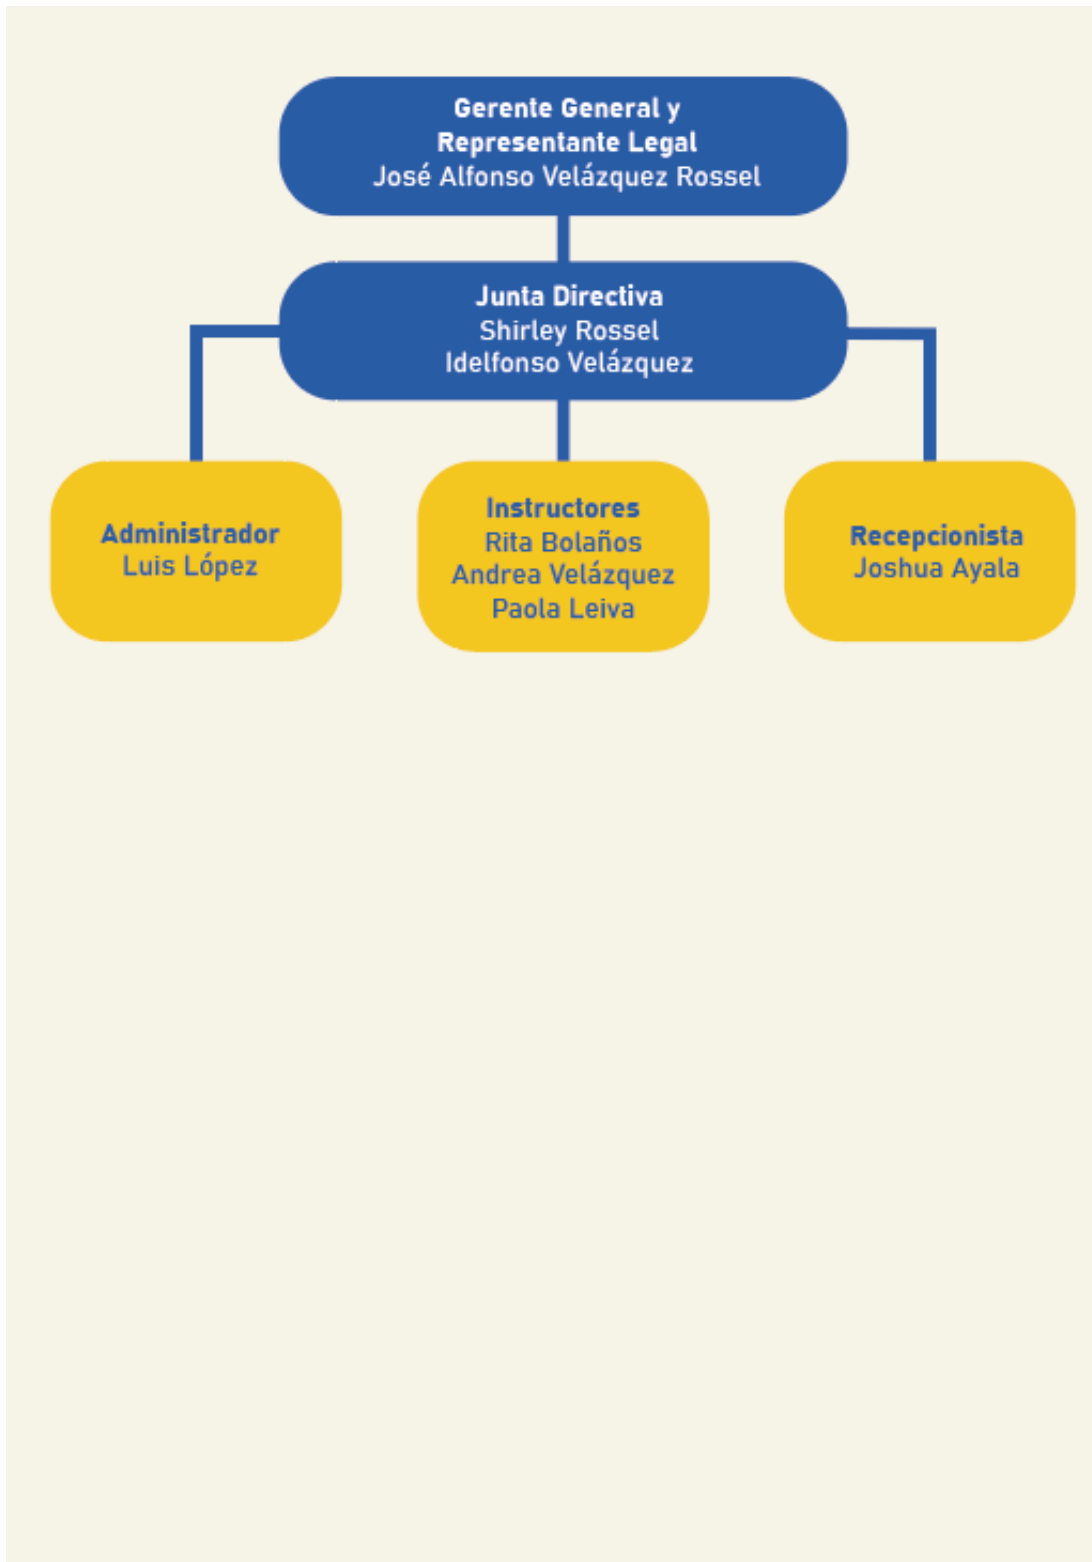 Gerente General y
Representante Legal
José Alfonso Velázquez Rossel
Junta Directiva
Shirley Rossel
Idelfonso Velázquez
Administrador
Luis López
Instructores
Rita Bolaños
Andrea Velázquez
Paola Leiva
Recepcionista
Joshua Ayala